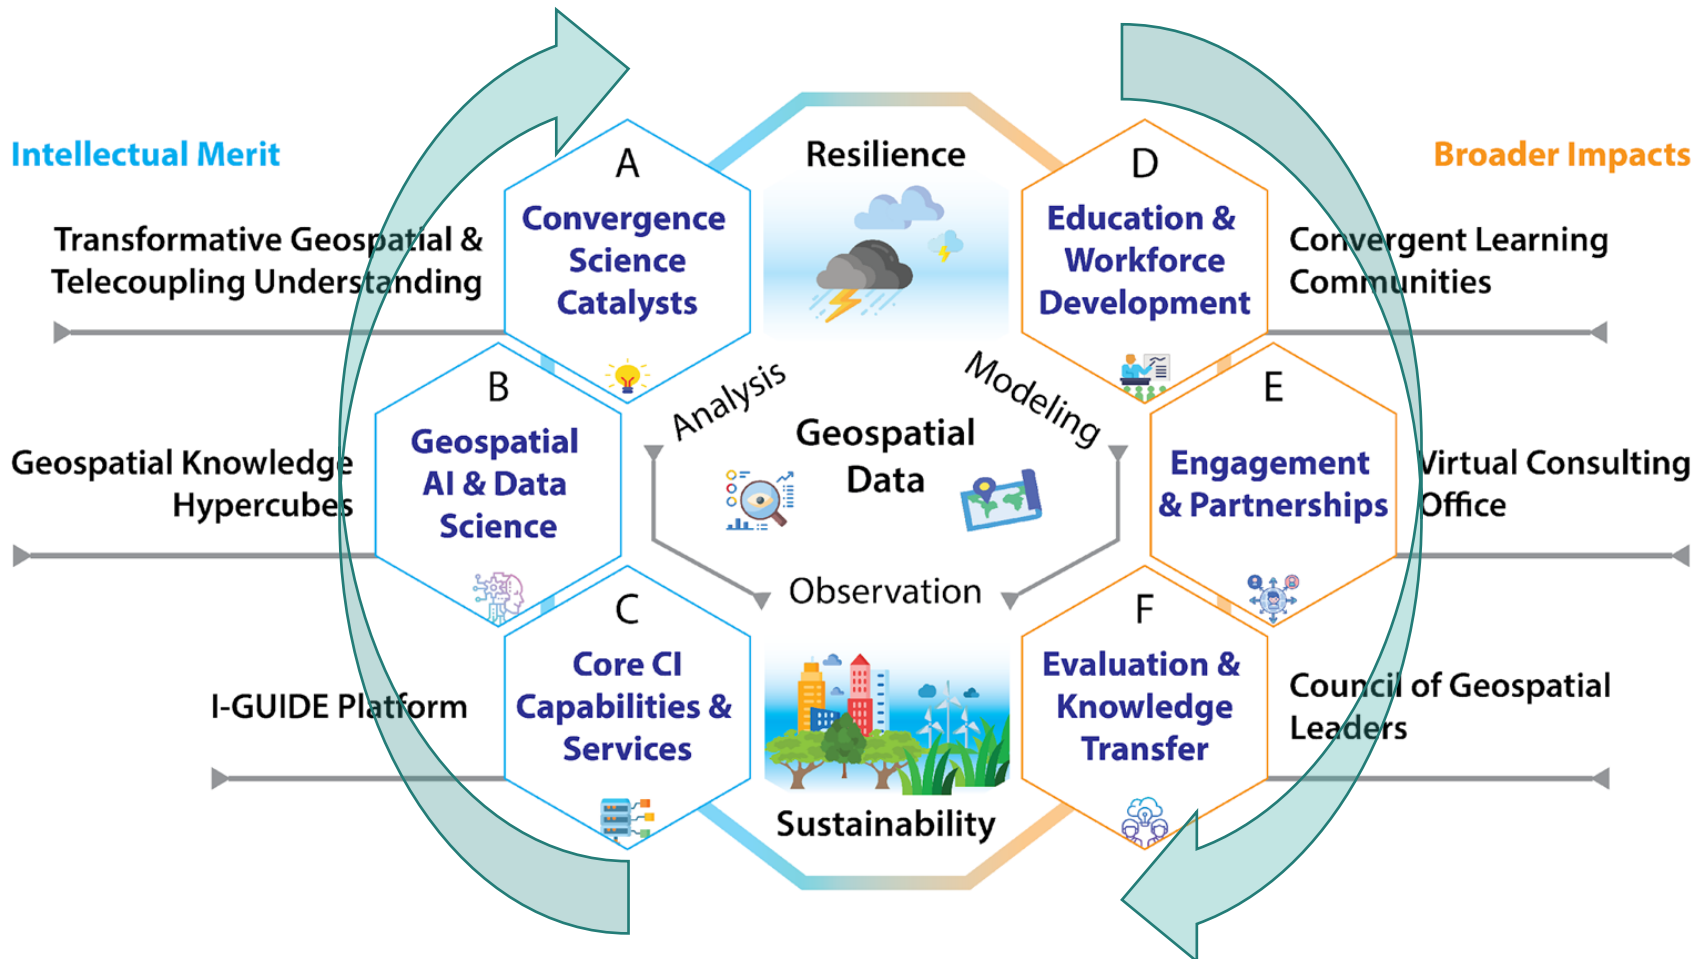 Intellectual Merit
Broader Impacts
Transformative Geospatial &
Telecoupling Understanding
A
Convergence
Science
Catalysts
Resilience
D
Education &
Workforce
Development
Convergent Learning
Communities
Geospatial Knowledge
Hypercubes
B
Geospatial
AI & Data
Science
Analysis
Modeling
Geospatial
Data
Observation
E
Engagement
& Partnerships
Virtual Consulting
Office
I-GUIDE Platform
C
Core CI
Capabilities &
Services
Sustainability
F
Evaluation &
Knowledge
Transfer
Council of Geospatial
Leaders